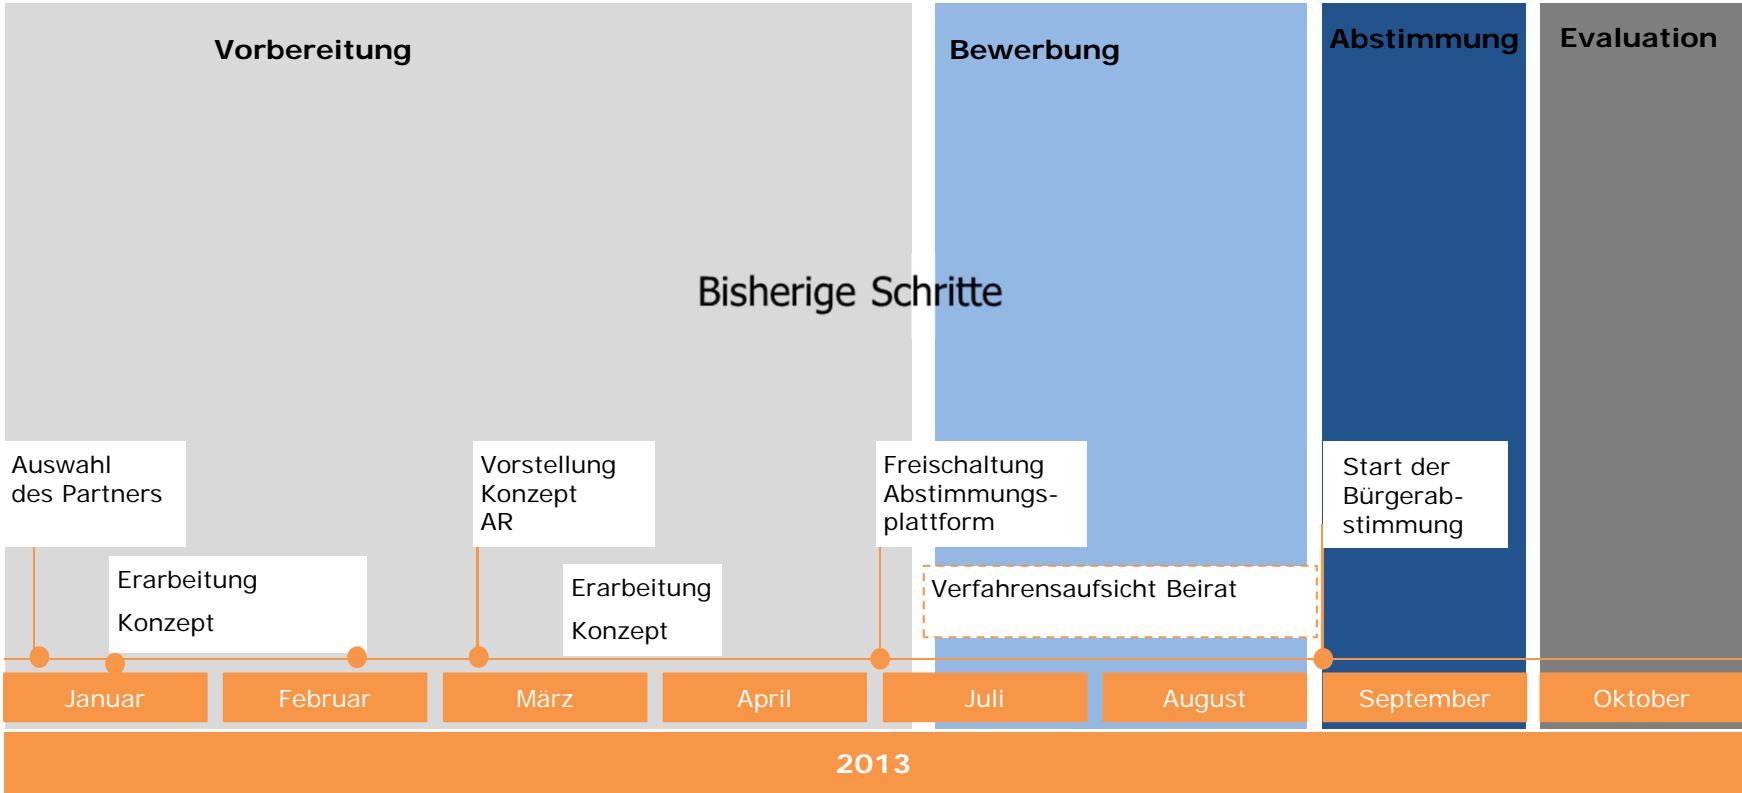 Vorbereitung
Bewerbung
Abstimmung
Evaluation
Bisherige Schritte
Auswahl
des Partners
Erarbeitung
Konzept
Vorstellung
Konzept
AR
Erarbeitung
Konzept
Freischaltung
Abstimmungs-
plattform
Verfahrensaufsicht Beirat
Start der
Bürgerab-
stimmung
Januar
Februar
März
April
Juli
August
September
Oktober
2013